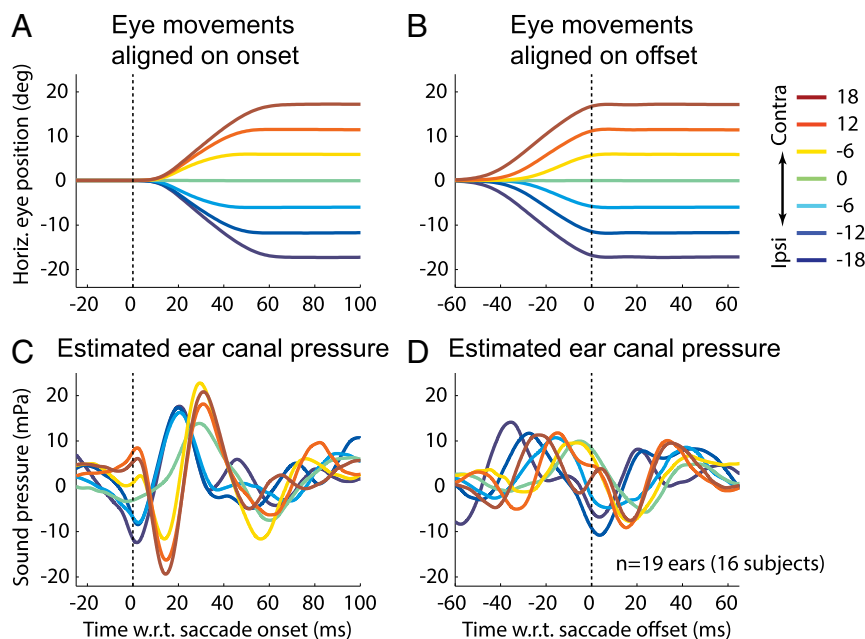 A
Eye movements
aligned on onset
B
Eye movements
aligned on offset
Horiz. eye position (deg)
20
10
0
-10
-20
-20 0 20 40 60 80 100
20
10
0
-10
-20
-60 -40 -20 0 20 40 60
Contra
Ipsi
18
12
-6
0
-6
-12
-18
C
Estimated ear canal pressure
D
Estimated ear canal pressure
Sound pressure (mPa)
20
10
0
-10
-20
-20 0 20 40 60 80 100
Time w.r.t. saccade onset (ms)
20
10
0
-10
-20
n=19 ears (16 subjects)
-60 -40 -20 0 20 40 60
Time w.r.t. saccade offset (ms)